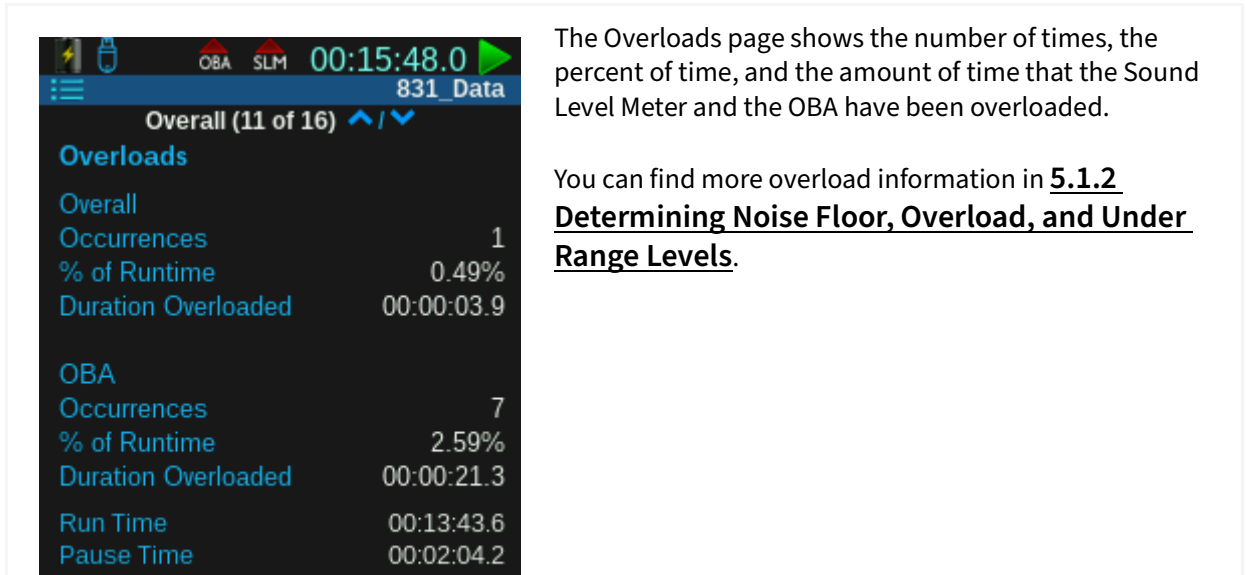 OBA SLM 00:15:48.0
831_Data
Overall (11 of 16) /
Overloads
Overall
Occurrences 1
% of Runtime 0.49%
Duration Overloaded 00:00:03.9
OBA
Occurrences 7
% of Runtime 2.59%
Duration Overloaded 00:00:21.3
Run Time 00:13:43.6
Pause Time 00:02:04.2
The Overloads page shows the number of times, the
percent of time, and the amount of time that the Sound
Level Meter and the OBA have been overloaded.
You can find more overload information in 5.1.2
Determining Noise Floor, Overload, and Under
Range Levels.